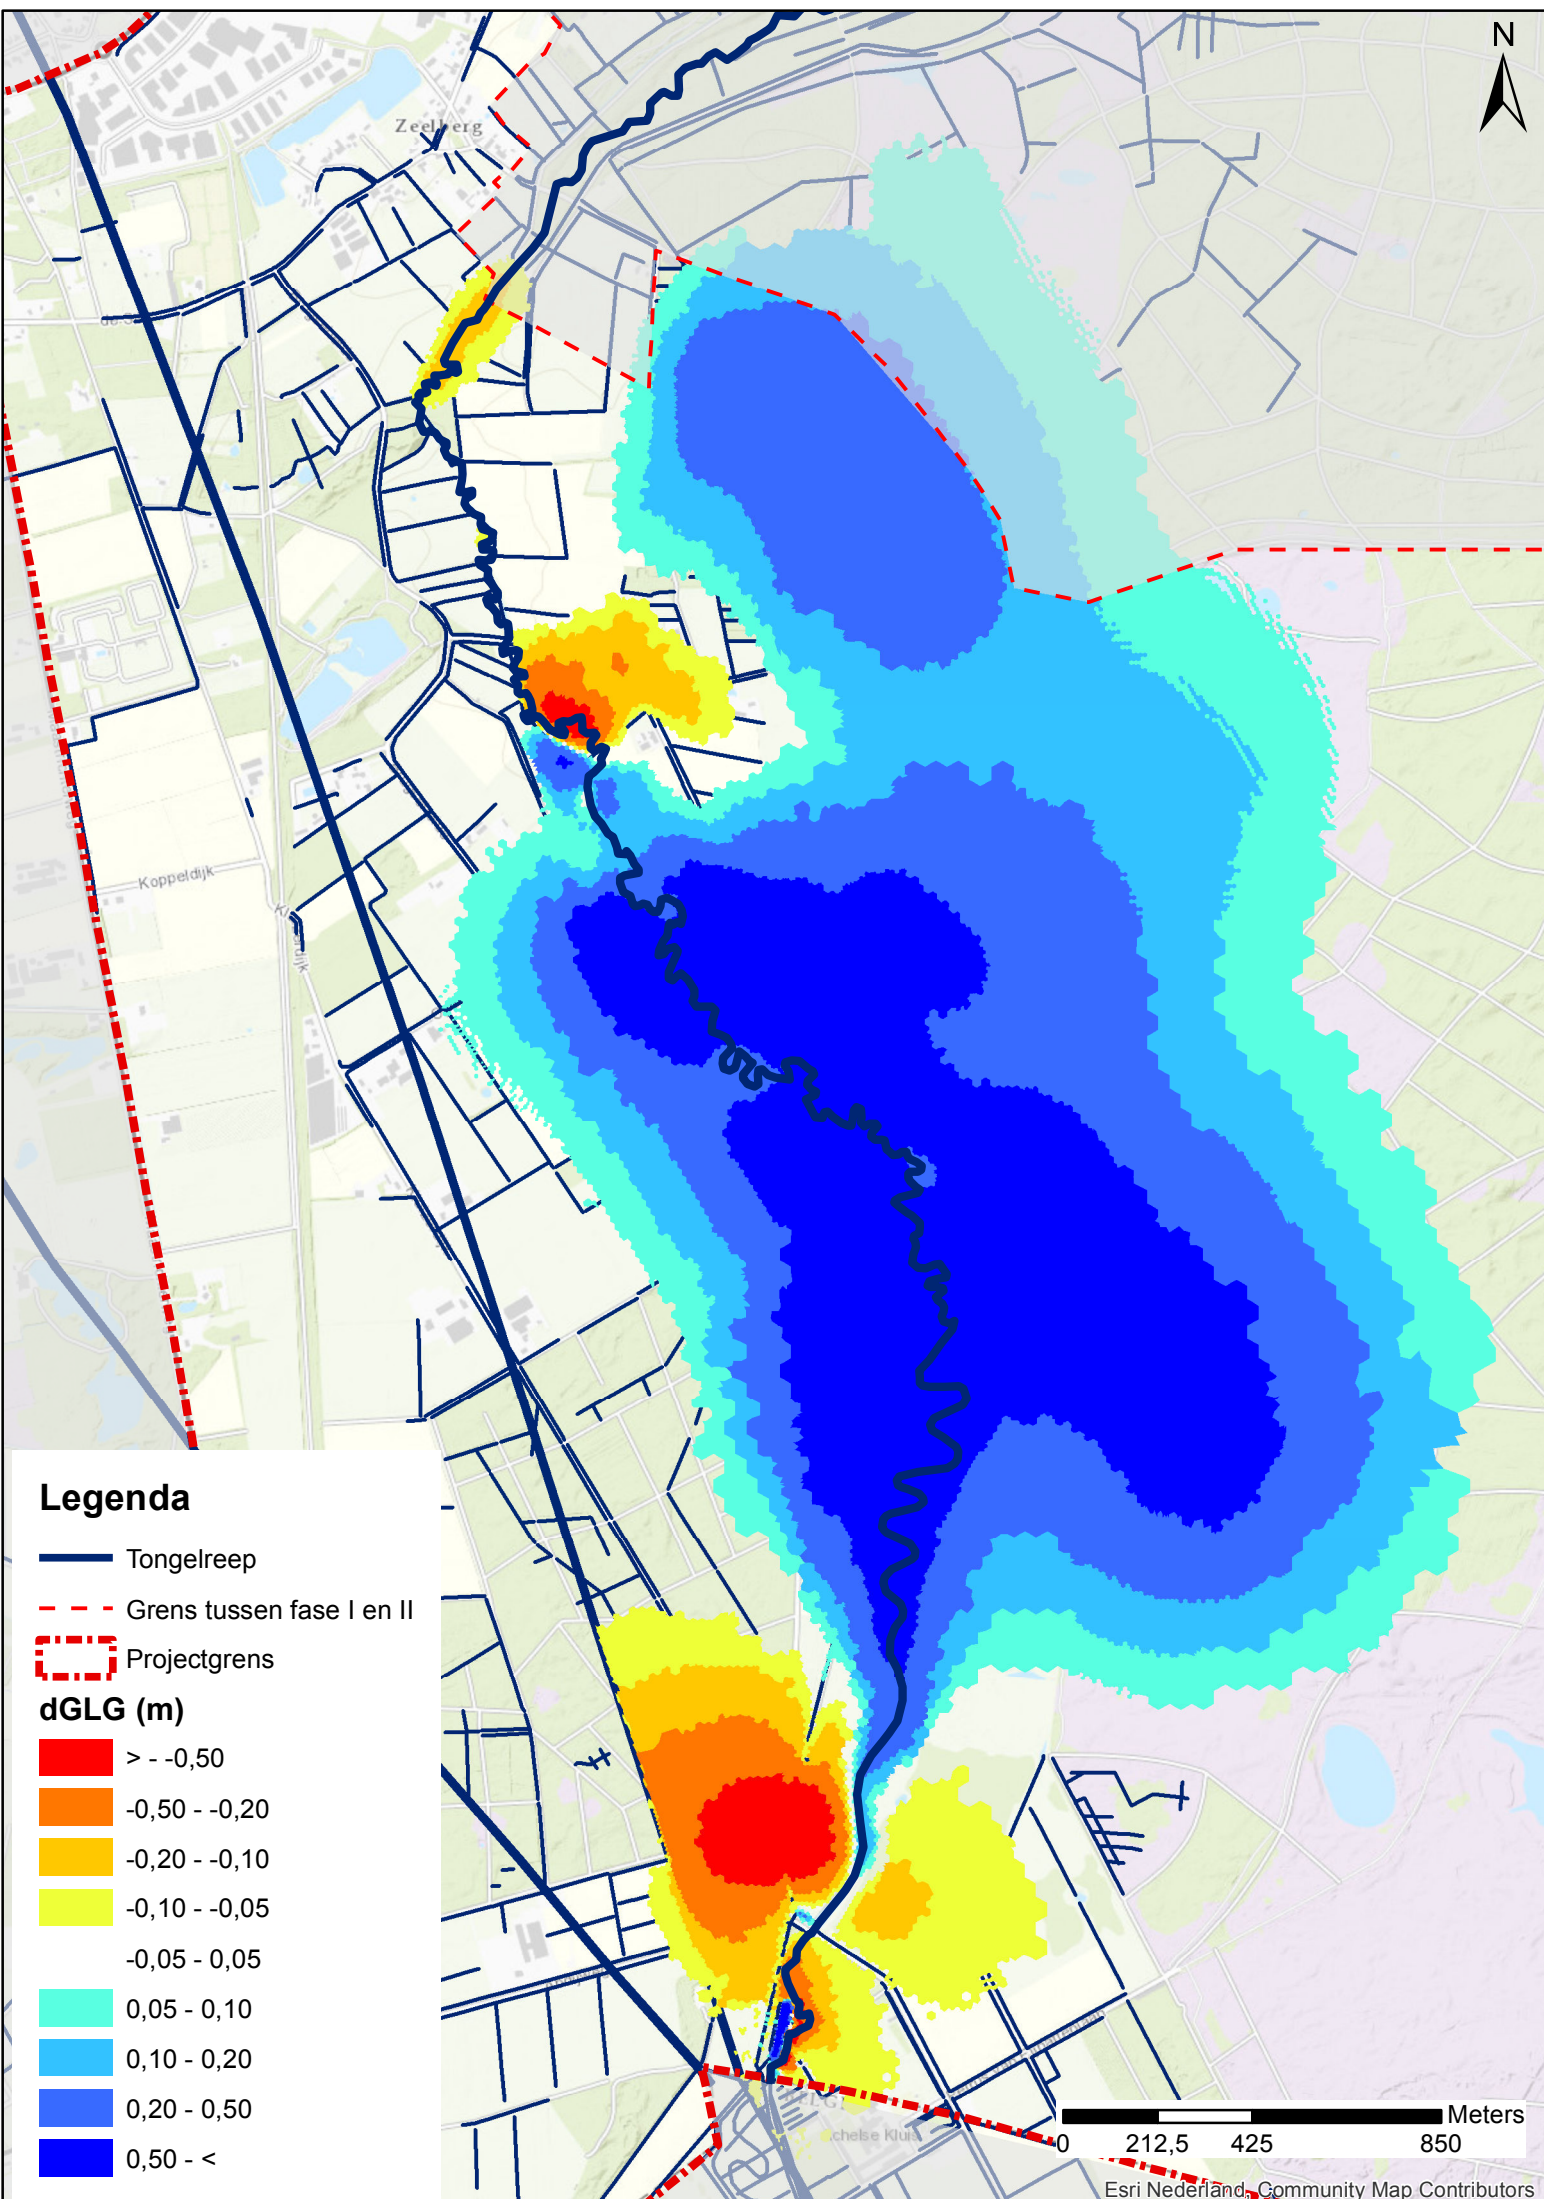 N
Zeelberg
Koppeldijk
Legenda
Tongelreep
Grens tussen fase I en II
Projectgrens
dGLG (m)
> - -0,50
-0,50 - -0,20
-0,20 - -0,10
-0,10 - -0,05
-0,05 - 0,05
0,05 - 0,10
0,10 - 0,20
0,20 - 0,50
0,50 - <
chelse Kluis
Meters
0 212,5 425 850
Esri Nederland, Community Map Contributors